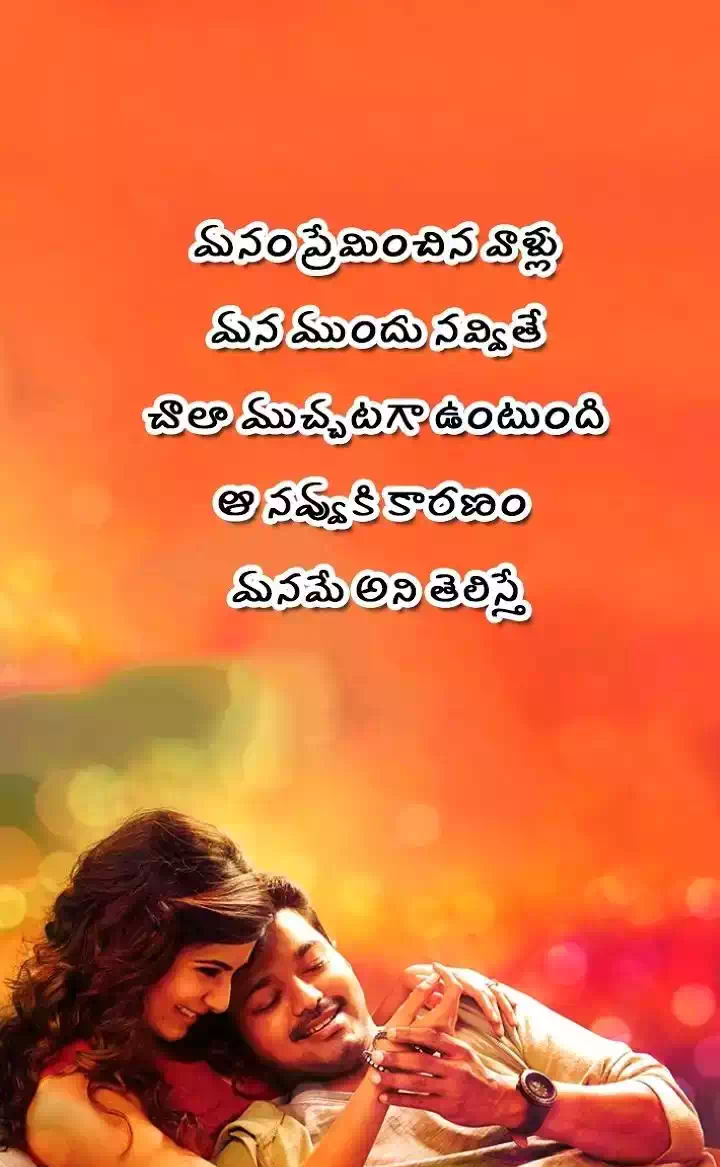 మనం ప్రేమించిన వాళ్లు
మన ముందు నవ్వితే
చాలా ముచ్చటగా ఉంటుంది
ఆ నవ్వుకి కారణం
మనమే అని తెలిస్తే